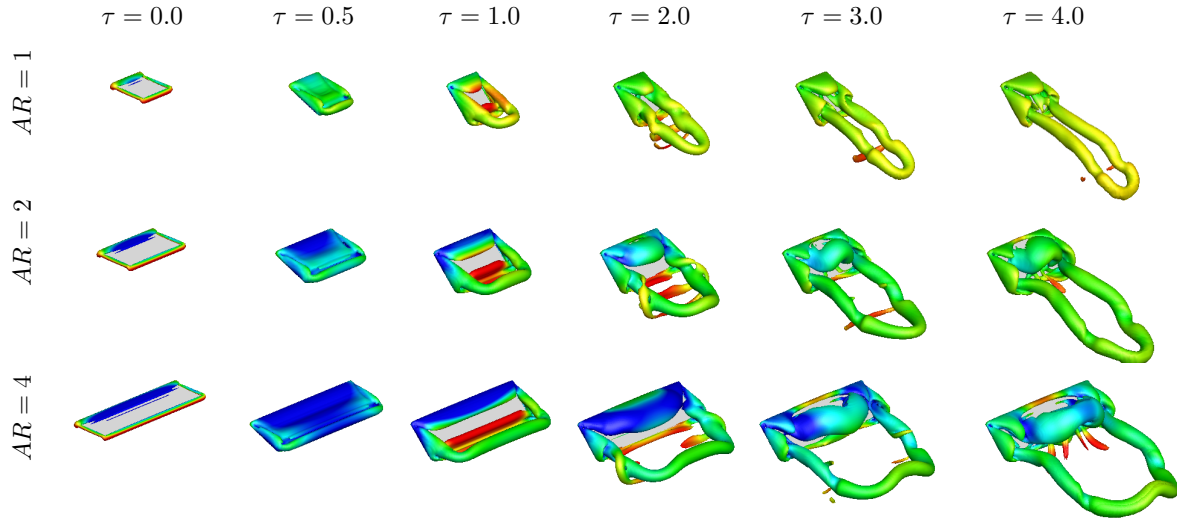 τ = 0.0 τ = 0.5 τ = 1.0 τ = 2.0 τ = 3.0 τ = 4.0
AR = 1
AR = 2
AR = 4